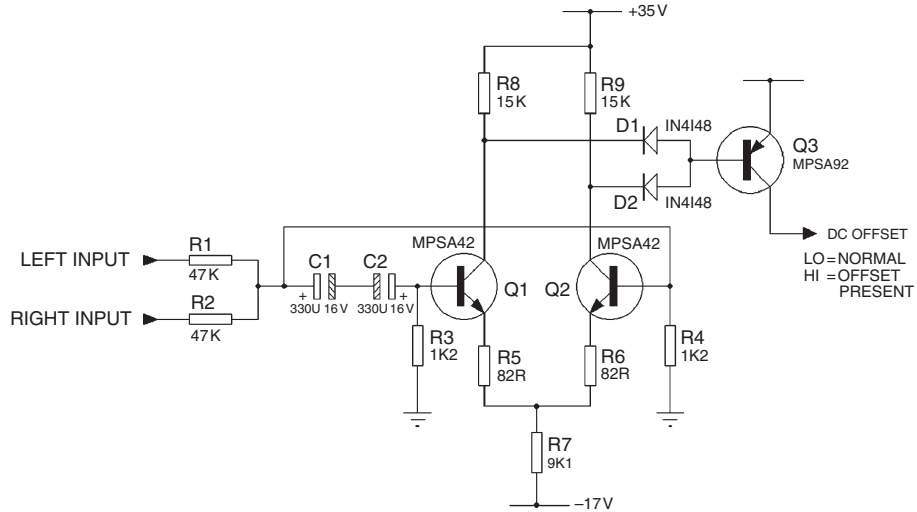 +35V
R8
15K
R9
15K
D1
IN4I48
D2
IN4I48
Q3
MPSA92
DC OFFSET
LO=NORMAL
HI =OFFSET
PRESENT
LEFT INPUT
R1
47K
RIGHT INPUT
R2
47K
C1
+
330U 16V
C2
+
330U 16V
MPSA42
Q1
MPSA42
Q2
R3
1K2
R4
1K2
R5
82R
R6
82R
R7
9K1
–17V